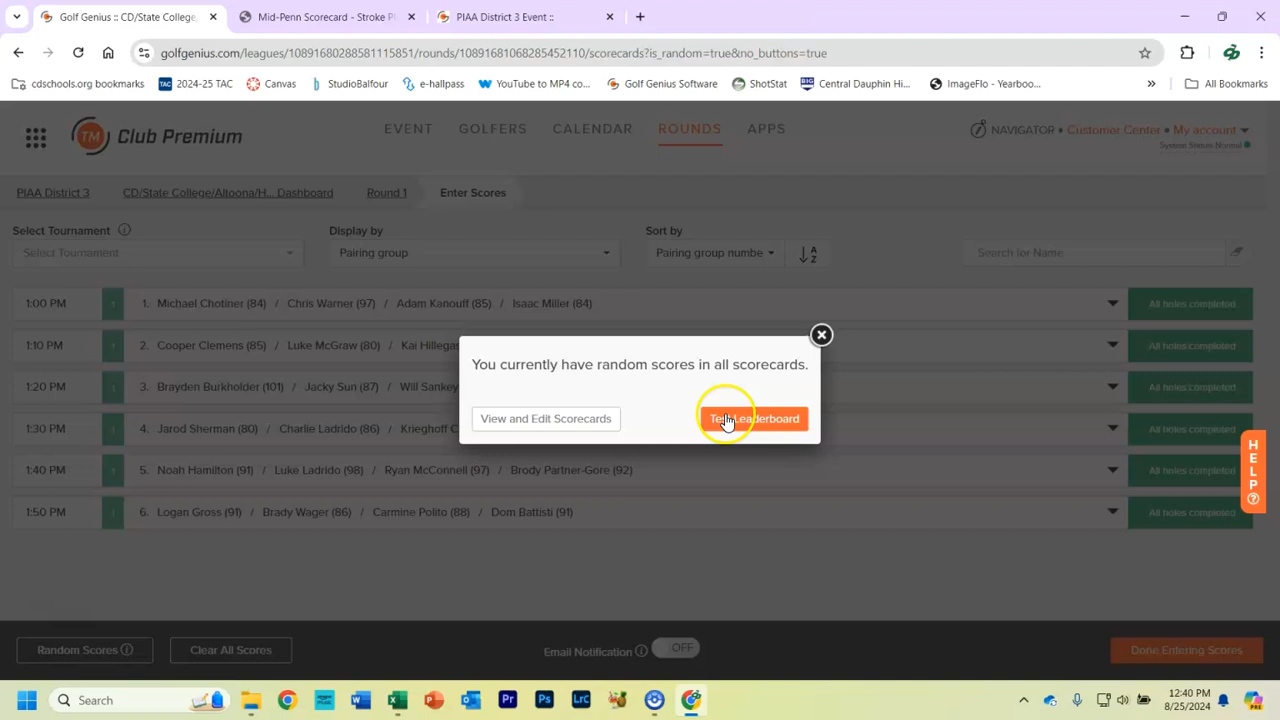 Golf Genius :: CD/State College,
Mid-Penn Scorecard - Stroke Pl
PIAA District 3 Event ::
golfgenius.com/leagues/10891680288581115851/rounds/10891681068285452110/scorecards?is_random=true&no_buttons=true
cdschools.org bookmarks
TAC 2024-25 TAC
Canvas
StudioBalfour
e-hallpass
YouTube to MP4 co...
Golf Genius Software
ShotStat
Central Dauphin Hi...
ImageFlo - Yearboo...
»
All Bookmarks
TM Club Premium
EVENT GOLFERS CALENDAR ROUNDS APPS
NAVIGATOR • Customer Center • My account
System Status: Normal
PIAA District 3
CD/State College/Altoona/H... Dashboard
Round 1
Enter Scores
Select Tournament
Display by
Sort by
Select Tournament
Pairing group
Pairing group numbe
A
Z
Search for Name
1:00 PM 1 1. Michael Chotiner (84) / Chris Warner (97) / Adam Kanouff (85) / Isaac Miller (84) All holes completed
1:10 PM 1 2. Cooper Clemens (85) / Luke McGraw (80) / Kai Hillegas All holes completed
1:20 PM 1 3. Brayden Burkholder (101) / Jacky Sun (87) / Will Sankey All holes completed
1:30 PM 1 4. Jarod Sherman (80) / Charlie Ladrido (86) / Krieghoff C All holes completed
1:40 PM 1 5. Noah Hamilton (91) / Luke Ladrido (98) / Ryan McConnell (97) / Brody Partner-Gore (92) All holes completed
1:50 PM 1 6. Logan Gross (91) / Brady Wager (86) / Carmine Polito (88) / Dom Battisti (91) All holes completed
You currently have random scores in all scorecards.
View and Edit Scorecards
Leaderboard
HELP
Random Scores
Clear All Scores
Email Notification
OFF
Done Entering Scores
Search
12:40 PM
8/25/2024